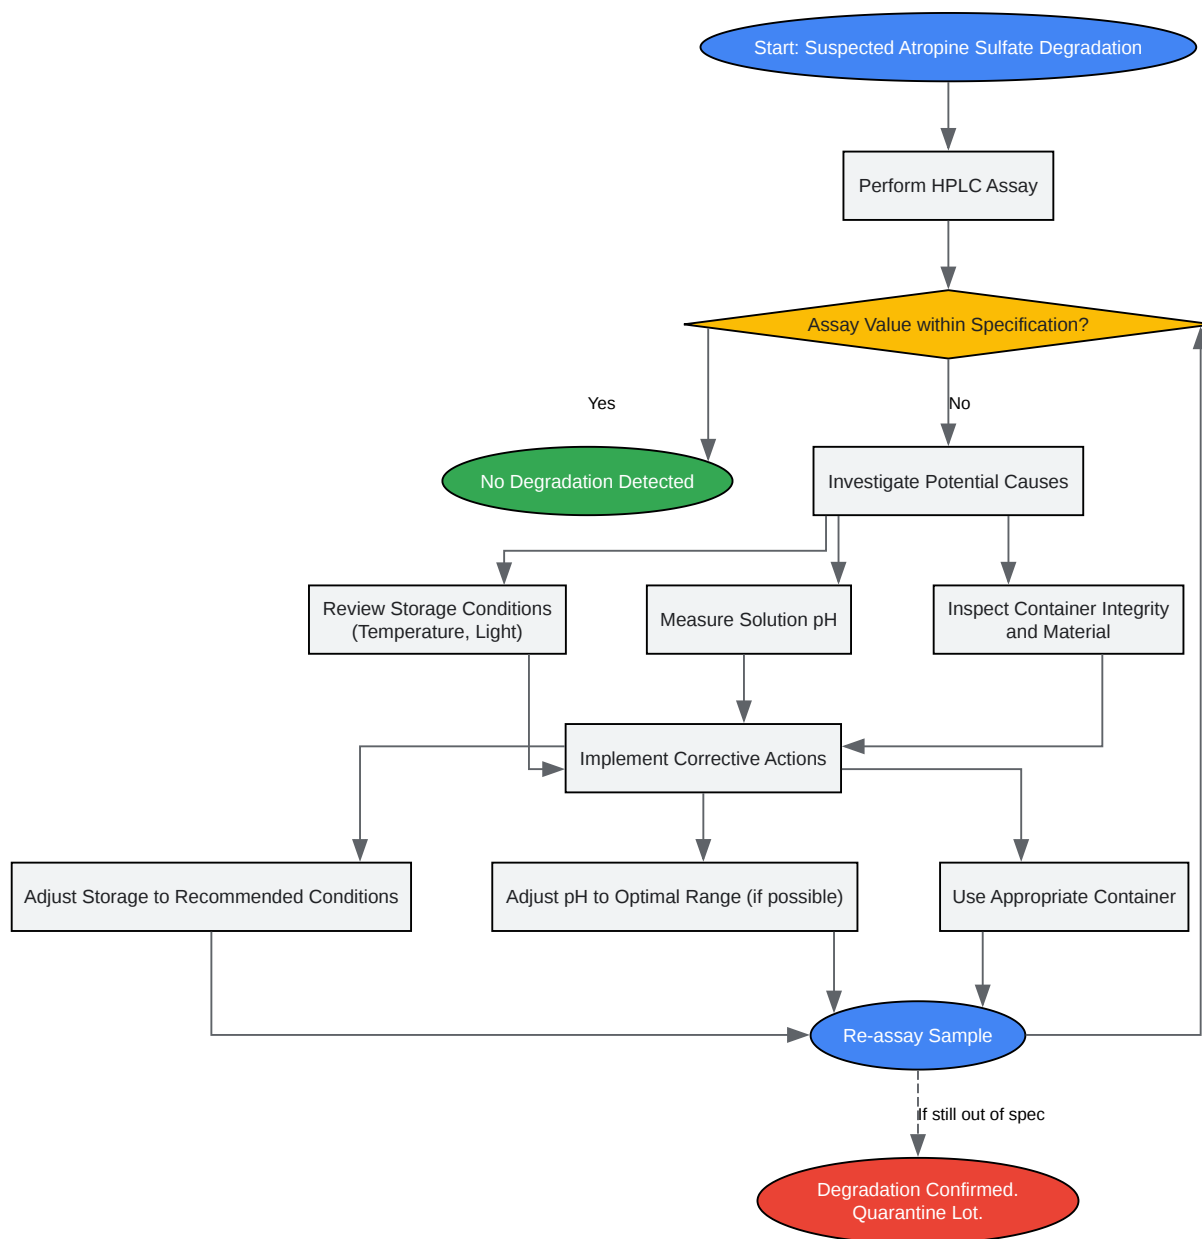 Start: Suspected Atropine Sulfate Degradation
Perform HPLC Assay
Assay Value within Specification?
Yes
No
No Degradation Detected
Investigate Potential Causes
Review Storage Conditions
(Temperature, Light)
Measure Solution pH
Inspect Container Integrity
and Material
Implement Corrective Actions
Adjust Storage to Recommended Conditions
Adjust pH to Optimal Range (if possible)
Use Appropriate Container
Re-assay Sample
If still out of spec
Degradation Confirmed.
Quarantine Lot.